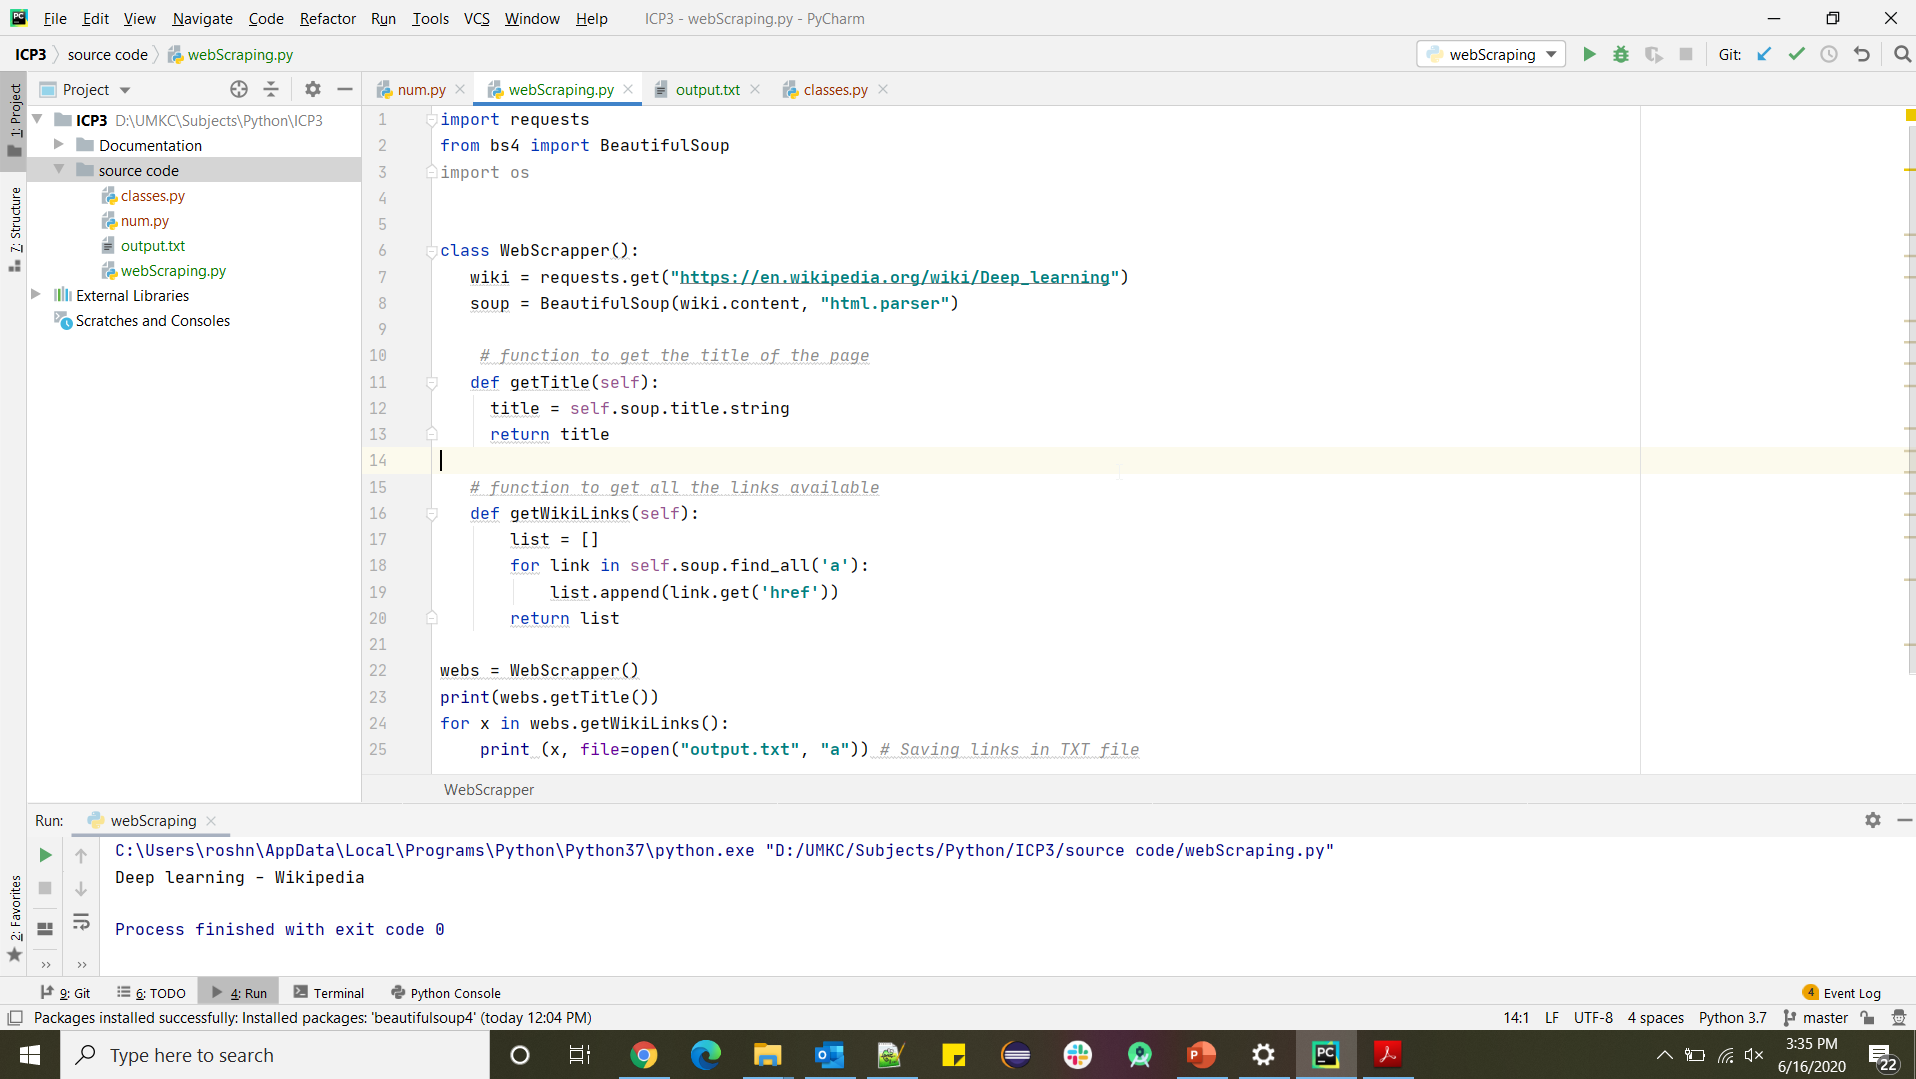 File Edit View Navigate Code Refactor Run Tools VCS Window Help ICP3 - webScraping.py - PyCharm
ICP3 source code webScraping.py webScraping Git:
Project num.py webScraping.py output.txt classes.py
1: Project
7: Structure
2: Favorites
ICP3 D:\UMKC\Subjects\Python\ICP3
Documentation
source code
classes.py
num.py
output.txt
webScraping.py
External Libraries
Scratches and Consoles
1 import requests
2 from bs4 import BeautifulSoup
3 import os
4
5
6 class WebScrapper():
7 wiki = requests.get("https://en.wikipedia.org/wiki/Deep_learning")
8 soup = BeautifulSoup(wiki.content, "html.parser")
9
10 # function to get the title of the page
11 def getTitle(self):
12 title = self.soup.title.string
13 return title
14
15 # function to get all the links available
16 def getWikiLinks(self):
17 list = []
18 for link in self.soup.find_all('a'):
19 list.append(link.get('href'))
20 return list
21
22 webs = WebScrapper()
23 print(webs.getTitle())
24 for x in webs.getWikiLinks():
25 print (x, file=open("output.txt", "a")) # Saving links in TXT file
WebScrapper
Run: webScraping
C:\Users\roshn\AppData\Local\Programs\Python\Python37\python.exe "D:/UMKC/Subjects/Python/ICP3/source code/webScraping.py"
Deep learning - Wikipedia
Process finished with exit code 0
9: Git 6: TODO 4: Run Terminal Python Console 4 Event Log
Packages installed successfully: Installed packages: 'beautifulsoup4' (today 12:04 PM) 14:1 LF UTF-8 4 spaces Python 3.7 master
Type here to search
3:35 PM
6/16/2020
22